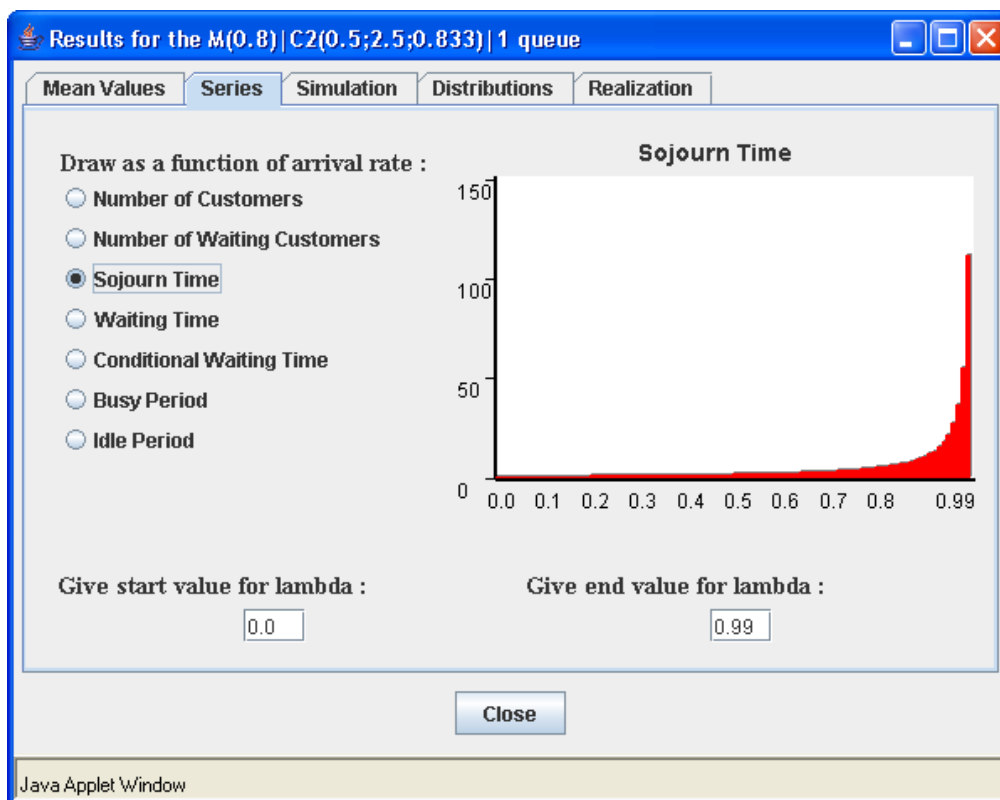 Results for the M(0.8)|C2(0.5;2.5;0.833)|1 queue
Mean Values Series Simulation Distributions Realization
Draw as a function of arrival rate :
Number of Customers
Number of Waiting Customers
Sojourn Time
Waiting Time
Conditional Waiting Time
Busy Period
Idle Period
Sojourn Time
150
100
50
0
0.0 0.1 0.2 0.3 0.4 0.5 0.6 0.7 0.8 0.99
Give start value for lambda :
0.0
Give end value for lambda :
0.99
Close
Java Applet Window